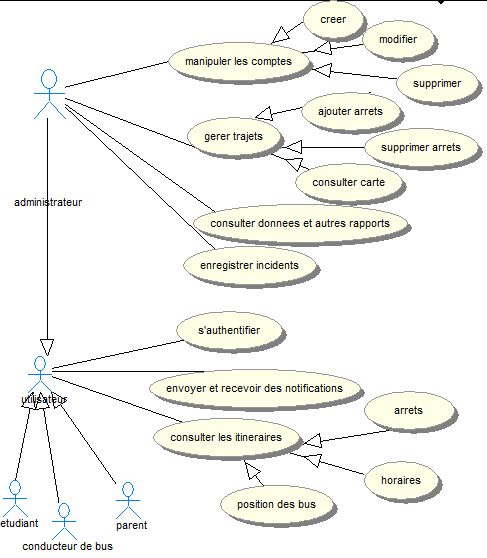 creer
modifier
manipuler les comptes
supprimer
ajouter arrets
gerer trajets
supprimer arrets
consulter carte
administrateur
consulter donnees et autres rapports
enregistrer incidents
s'authentifier
envoyer et recevoir des notifications
utilisateur
arrets
consulter les itineraires
horaires
position des bus
etudiant
parent
conducteur de bus